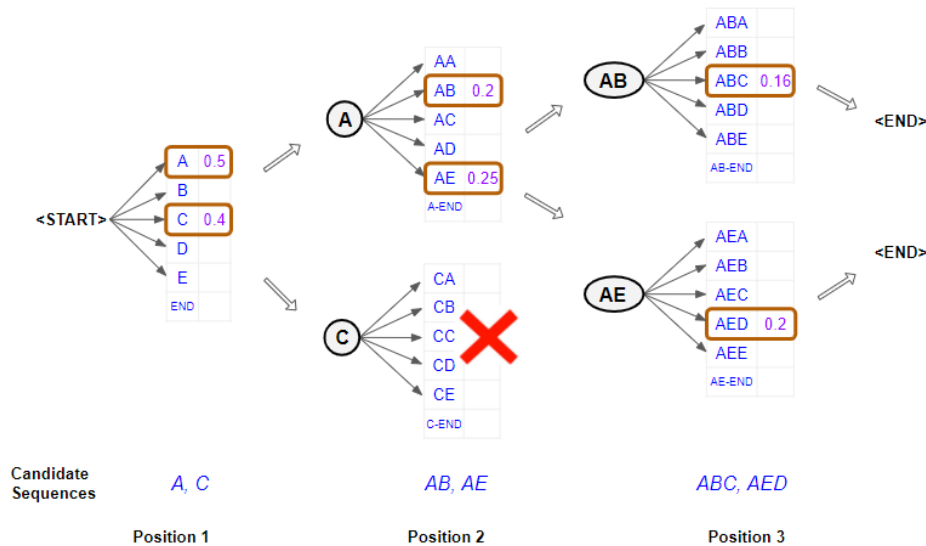 <START>
A 0.5
B
C 0.4
D
E
END
A
AA
AB 0.2
AC
AD
AE 0.25
A-END
C
CA
CB
CC
CD
CE
C-END
AB
ABA
ABB
ABC 0.16
ABD
ABE
AB-END
<END>
AE
AEA
AEB
AEC
AED 0.2
AEE
AE-END
<END>
Candidate
Sequences
A, C
AB, AE
ABC, AED
Position 1
Position 2
Position 3